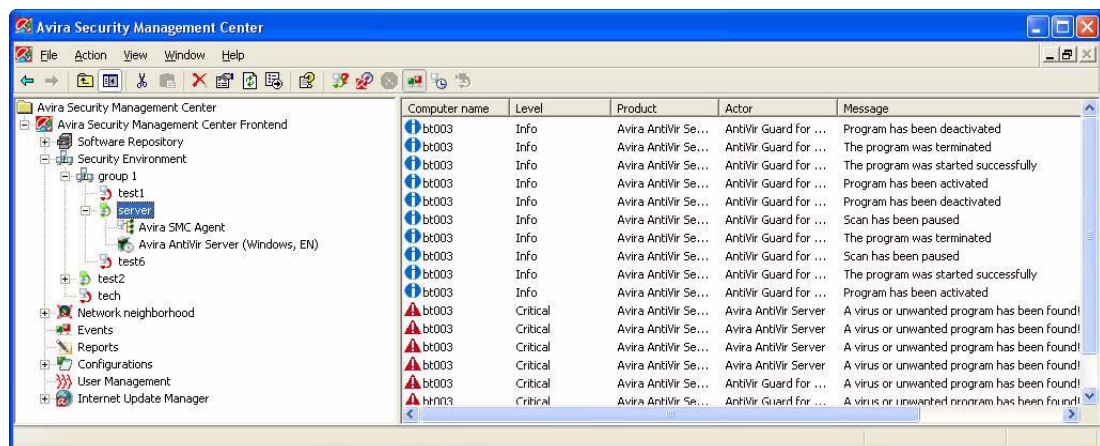 Avira Security Management Center
File Action View Window Help
Avira Security Management Center
Avira Security Management Center Frontend
Software Repository
Security Environment
group 1
test1
server
Avira SMC Agent
Avira AntiVir Server (Windows, EN)
test6
test2
tech
Network neighborhood
Events
Reports
Configurations
User Management
Internet Update Manager
Computer name Level Product Actor Message
bt003 Info Avira AntiVir Se... AntiVir Guard for ... Program has been deactivated
bt003 Info Avira AntiVir Se... AntiVir Guard for ... The program was terminated
bt003 Info Avira AntiVir Se... AntiVir Guard for ... The program was started successfully
bt003 Info Avira AntiVir Se... AntiVir Guard for ... Program has been activated
bt003 Info Avira AntiVir Se... AntiVir Guard for ... Program has been deactivated
bt003 Info Avira AntiVir Se... AntiVir Guard for ... Scan has been paused
bt003 Info Avira AntiVir Se... AntiVir Guard for ... The program was terminated
bt003 Info Avira AntiVir Se... AntiVir Guard for ... Scan has been paused
bt003 Info Avira AntiVir Se... AntiVir Guard for ... The program was started successfully
bt003 Info Avira AntiVir Se... AntiVir Guard for ... Program has been activated
bt003 Critical Avira AntiVir Se... Avira AntiVir Server A virus or unwanted program has been found!
bt003 Critical Avira AntiVir Se... Avira AntiVir Server A virus or unwanted program has been found!
bt003 Critical Avira AntiVir Se... Avira AntiVir Server A virus or unwanted program has been found!
bt003 Critical Avira AntiVir Se... AntiVir Guard for ... A virus or unwanted program has been found!
bt003 Critical Avira AntiVir Se... AntiVir Guard for ... A virus or unwanted program has been found!